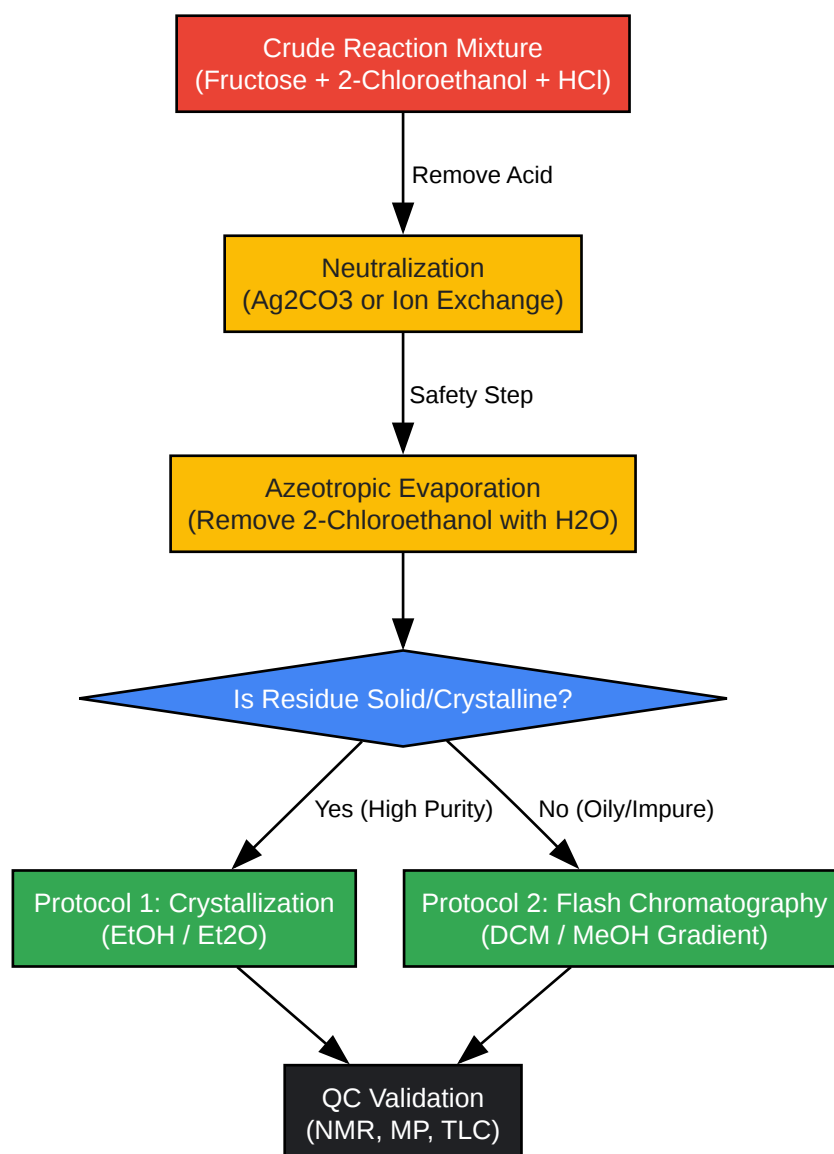 Crude Reaction Mixture
(Fructose + 2-Chloroethanol + HCl)
Remove Acid
Neutralization
(Ag2CO3 or Ion Exchange)
Safety Step
Azeotropic Evaporation
(Remove 2-Chloroethanol with H2O)
Is Residue Solid/Crystalline?
Yes (High Purity)
No (Oily/Impure)
Protocol 1: Crystallization
(EtOH / Et2O)
Protocol 2: Flash Chromatography
(DCM / MeOH Gradient)
QC Validation
(NMR, MP, TLC)